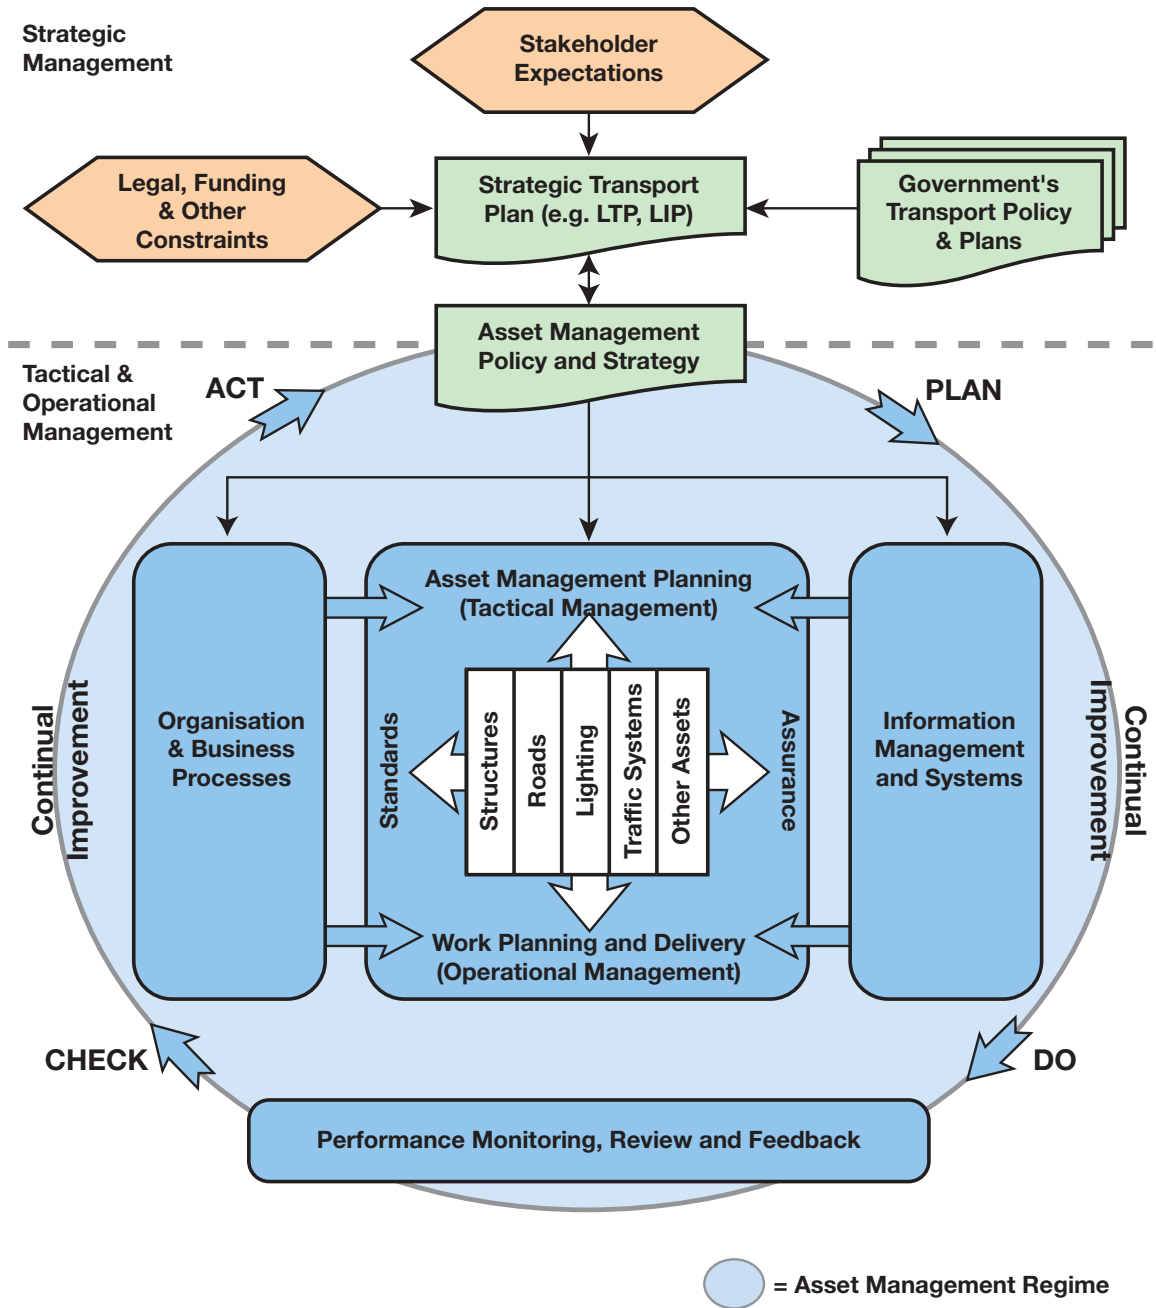 Strategic
Management
Stakeholder
Expectations
Legal, Funding
& Other
Constraints
Strategic Transport
Plan (e.g. LTP, LIP)
Government's
Transport Policy
& Plans
Asset Management
Policy and Strategy
Tactical &
Operational
Management
ACT
PLAN
Asset Management Planning
(Tactical Management)
Continual
Improvement
Organisation
& Business
Processes
Standards
Structures
Roads
Lighting
Traffic Systems
Other Assets
Assurance
Information
Management
and Systems
Continual
Improvement
Work Planning and Delivery
(Operational Management)
CHECK
DO
Performance Monitoring, Review and Feedback
= Asset Management Regime